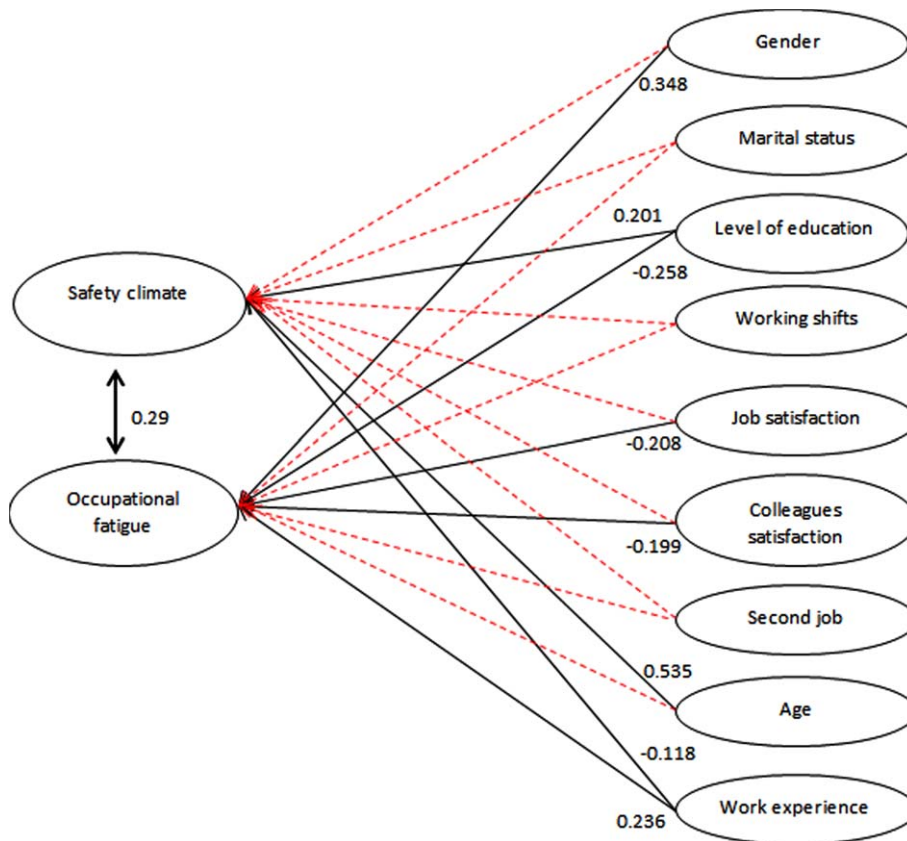 Gender
0.348
Marital status
0.201
Level of education
-0.258
Safety climate
Working shifts
0.29
Job satisfaction
-0.208
Occupational
fatigue
Colleagues
satisfaction
-0.199
Second job
0.535
Age
-0.118
Work experience
0.236